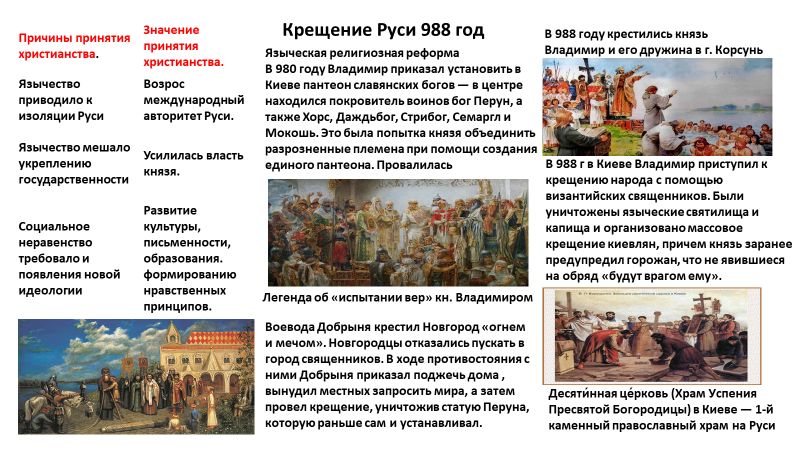 Причины принятия
христианства.
Значение
принятия
христианства.
Язычество
приводило к
изоляции Руси
Возрос
международный
авторитет Руси.
Язычество мешало
укреплению
государственности
Усилилась власть
князя.
Социальное
неравенство
требовало и
появления новой
идеологии
Развитие
культуры,
письменности,
образования.
формированию
нравственных
принципов.
Крещение Руси 988 год
Языческая религиозная реформа
В 980 году Владимир приказал установить в
Киеве пантеон славянских богов — в центре
находился покровитель воинов бог Перун, а
также Хорс, Даждьбог, Стрибог, Семаргл и
Мокошь. Это была попытка князя объединить
разрозненные племена при помощи создания
единого пантеона. Провалилась
Легенда об «испытании вер» кн. Владимиром
Воевода Добрыня крестил Новгород «огнем
и мечом». Новгородцы отказались пускать в
город священников. В ходе противостояния с
ними Добрыня приказал поджечь дома ,
вынудил местных запросить мира, а затем
провел крещение, уничтожив статую Перуна,
которую раньше сам и устанавливал.
В 988 году крестились князь
Владимир и его дружина в г. Корсунь
В 988 г в Киеве Владимир приступил к
крещению народа с помощью
византийских священников. Были
уничтожены языческие святилища и
капища и организовано массовое
крещение киевлян, причем князь заранее
предупредил горожан, что не явившиеся
на обряд «будут врагом ему».
Десяти́нная це́рковь (Храм Успения
Пресвятой Богородицы) в Киеве — 1-й
каменный православный храм на Руси